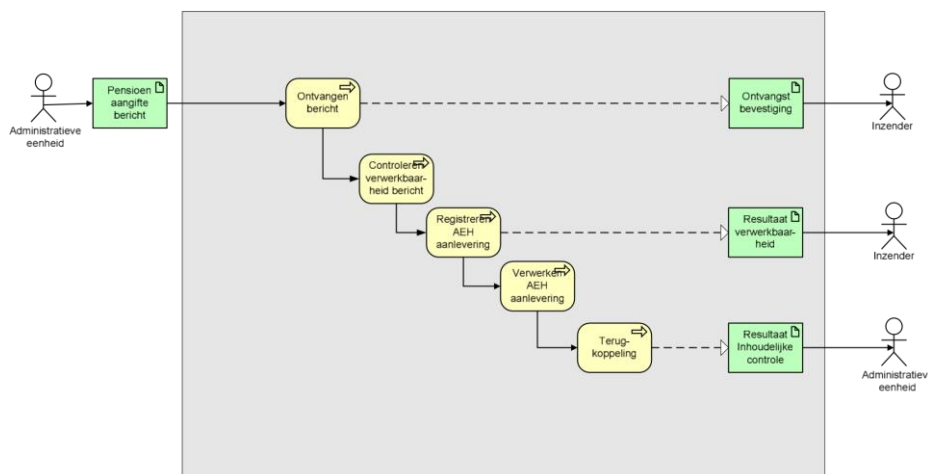 Pensioen
aangifte
bericht
Administratieve
eenheid
Ontvangen
bericht
Ontvangst
bevestiging
Inzender
Controleren
verwerkbaar-
heid bericht
Registreren
AEH
aanlevering
Resultaat
verwerkbaar-
heid
Inzender
Verwerken
AEH
aanlevering
Terug-
koppeling
Resultaat
Inhoudelijke
controle
Administratiev
eenheid